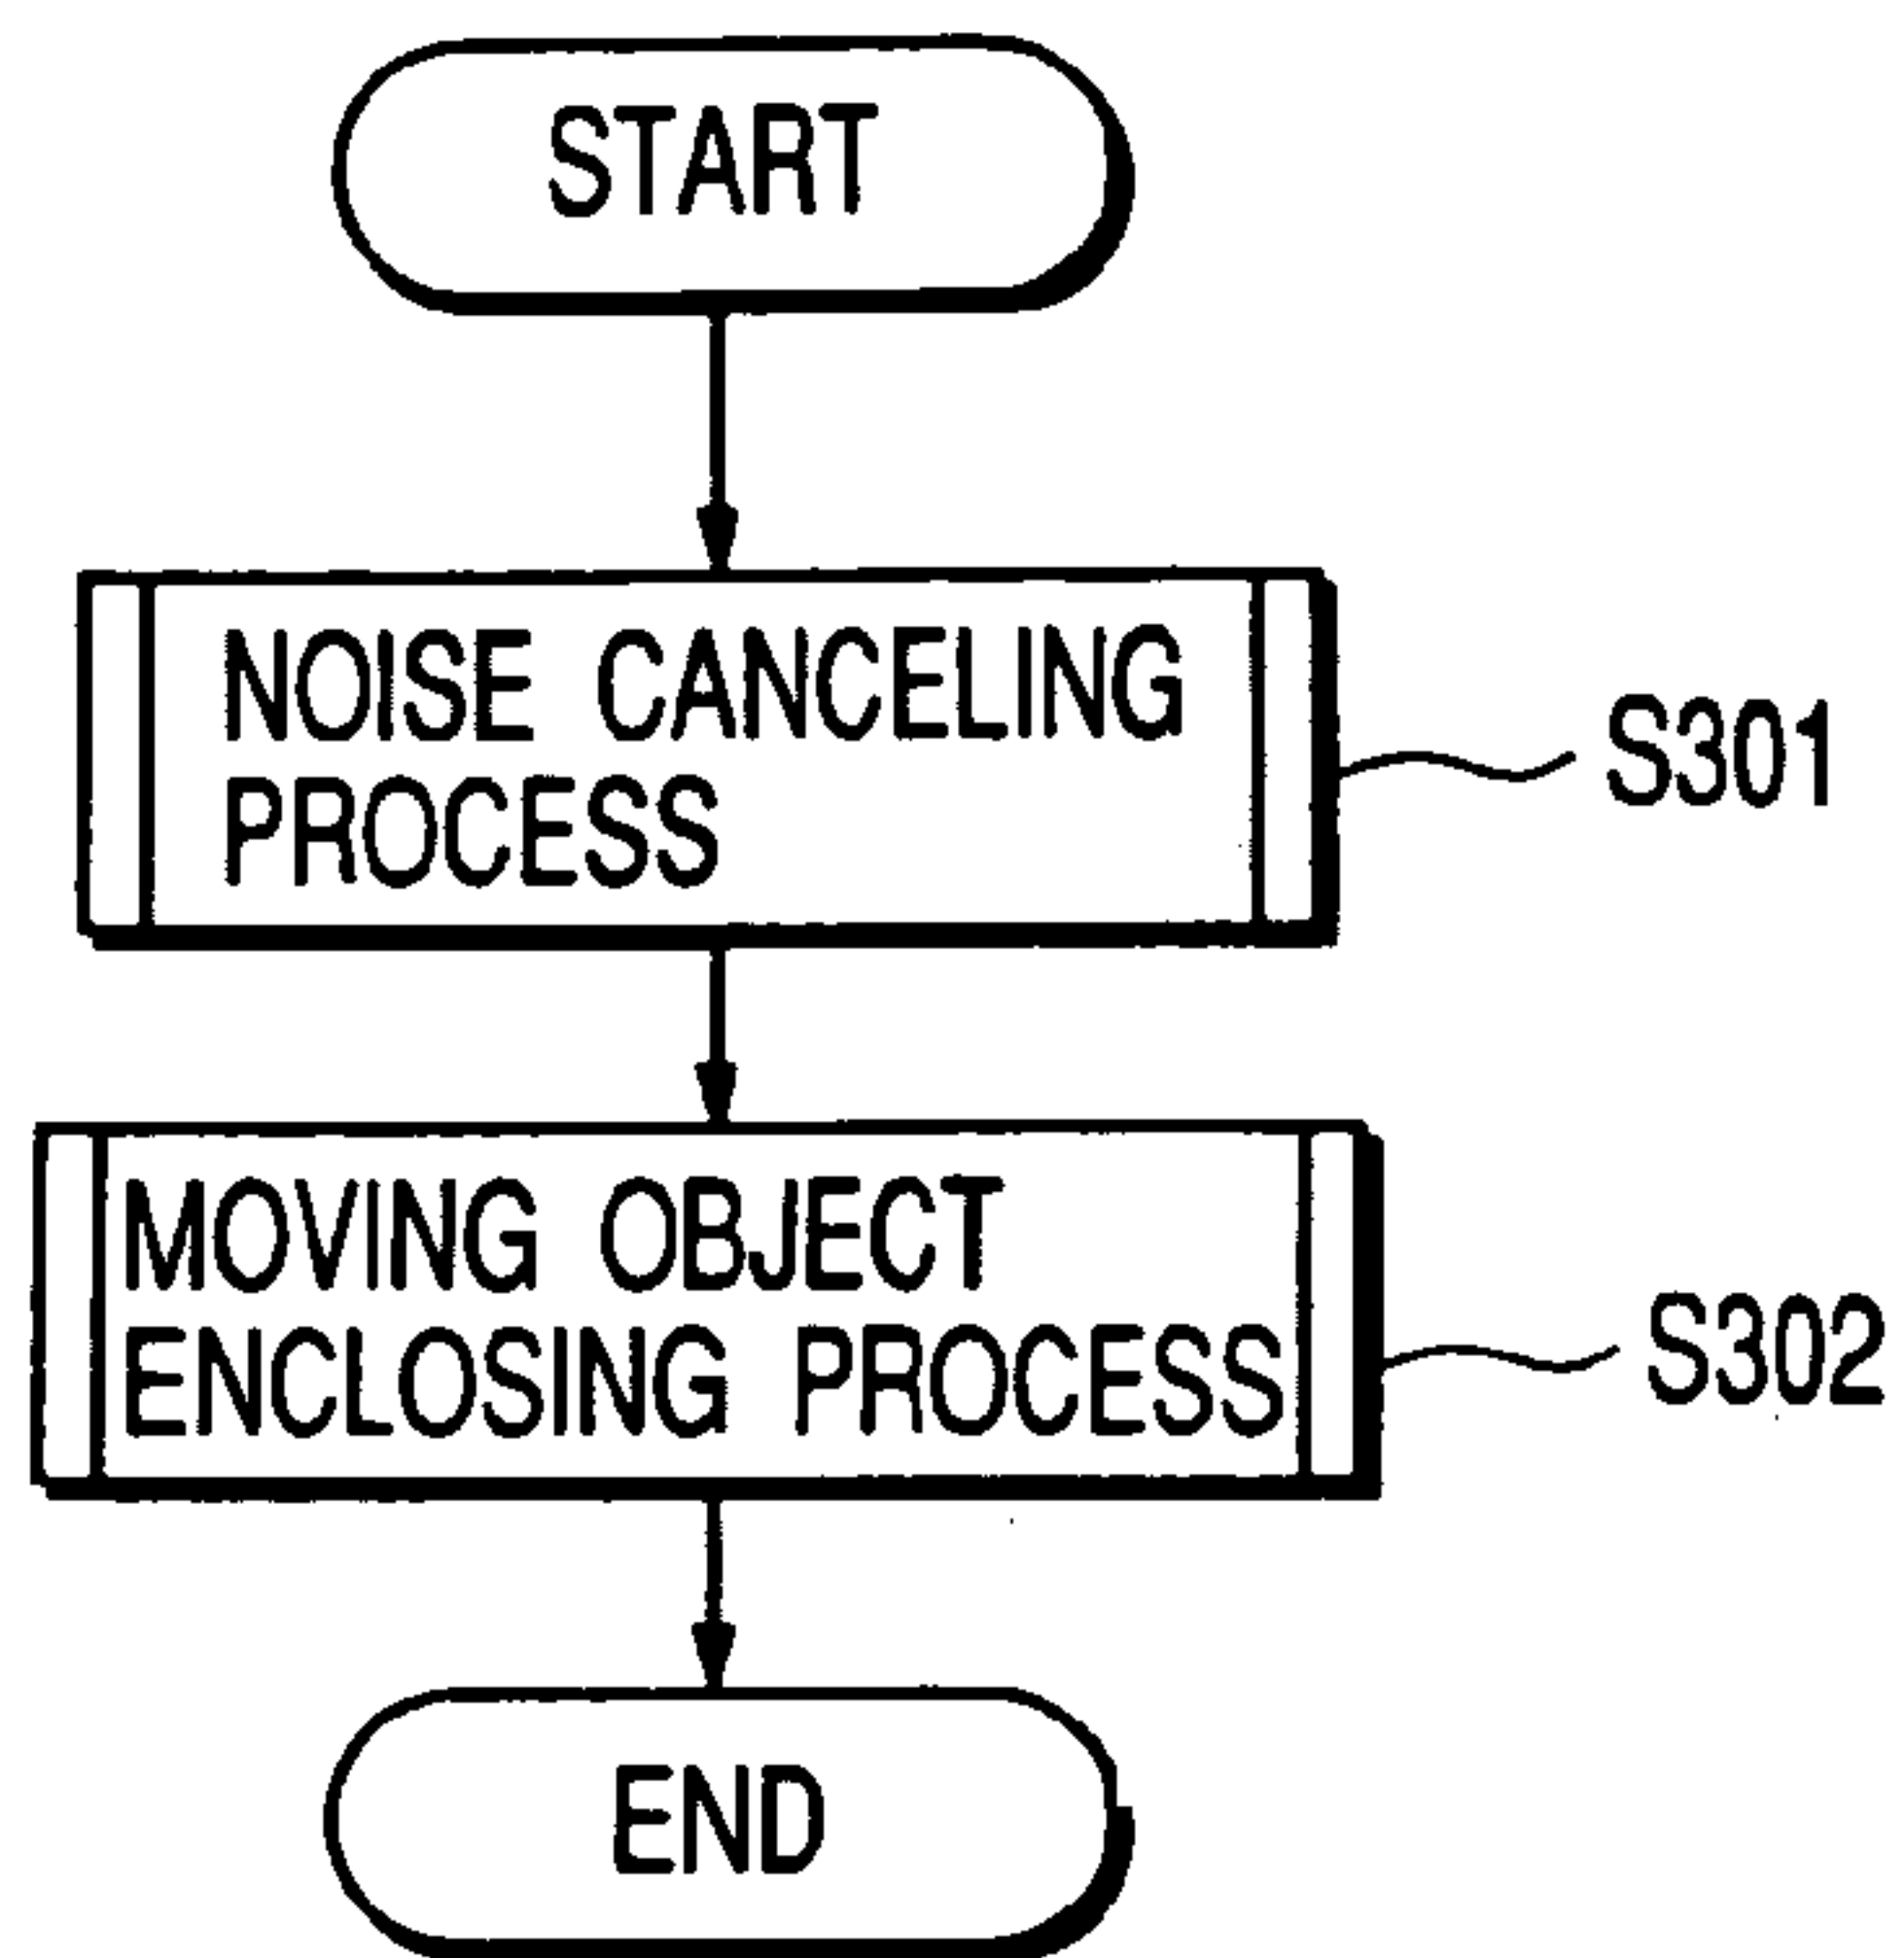 START
NOISE CANCELING
PROCESS
S301
MOVING OBJECT
ENCLOSING PROCESS
S302
END